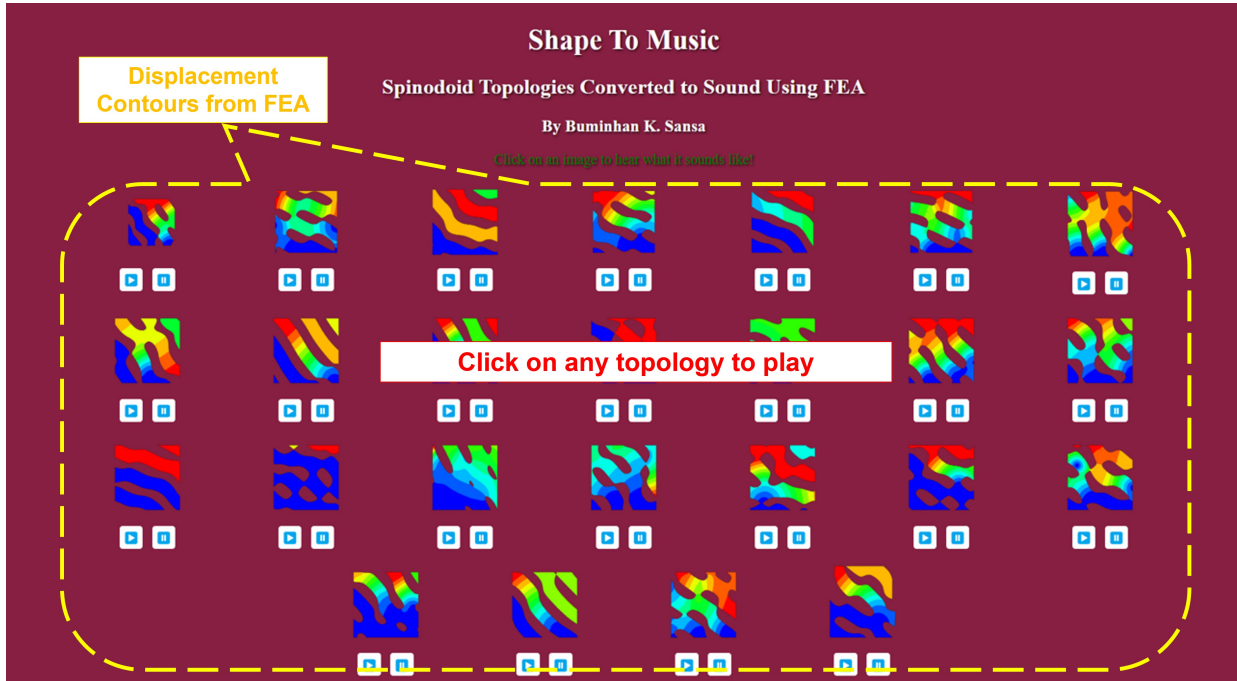 Shape To Music
Displacement
Contours from FEA
Spinodoid Topologies Converted to Sound Using FEA
By Buminhan K. Sansa
Click on an image to hear what it sounds like!
Click on any topology to play